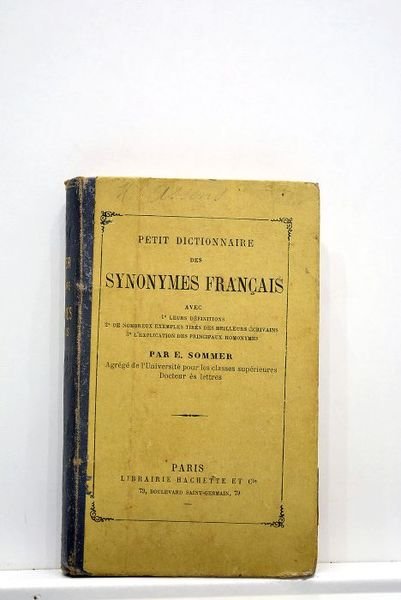 PETIT DICTIONNAIRE
DES
SYNONYMES FRANÇAIS
AVEC
1° LEURS DÉFINITIONS
2° DE NOMBREUX EXEMPLES TIRÉS DES MEILLEURS ÉCRIVAINS
3° L'EXPLICATION DES PRINCIPAUX HOMONYMES
PAR E. SOMMER
Agrégé de l'Université pour les classes supérieures
Docteur ès lettres
PARIS
LIBRAIRIE HACHETTE ET Cie
79, BOULEVARD SAINT-GERMAIN, 79